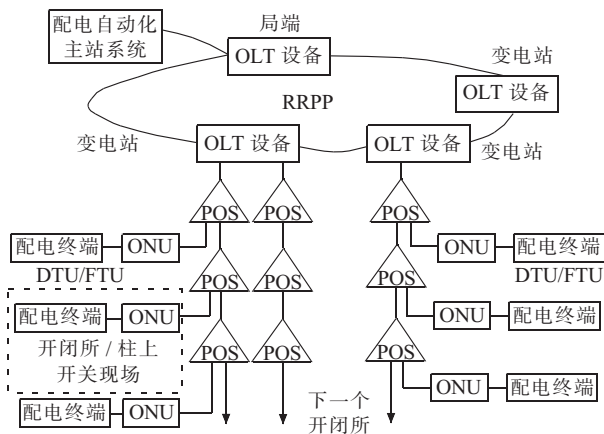 配电自动化
主站系统
局端
OLT 设备
变电站
OLT 设备
RRPP
变电站
OLT 设备
OLT 设备
变电站
POS
POS
POS
配电终端
ONU
ONU
配电终端
DTU/FTU
DTU/FTU
POS
POS
POS
配电终端
ONU
ONU
配电终端
开闭所 / 柱上
开关现场
POS
POS
POS
配电终端
ONU
下一个
开闭所
ONU
配电终端